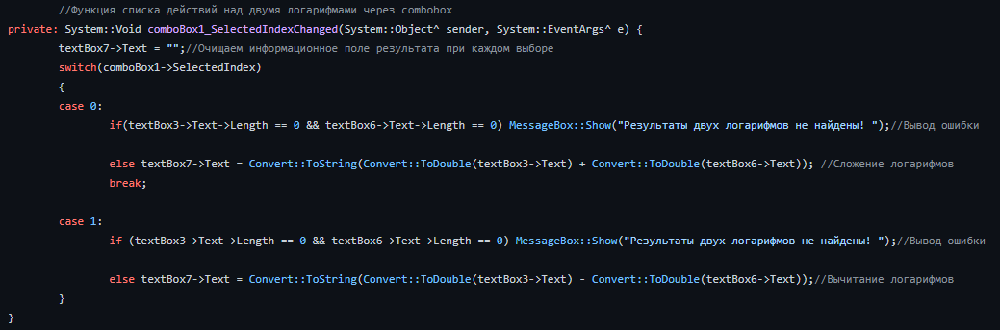 //Функция списка действий над двумя логарифмами через combobox
private: System::Void comboBox1_SelectedIndexChanged(System::Object^ sender, System::EventArgs^ e) {
textBox7->Text = "";//Очищаем информационное поле результата при каждом выборе
switch(comboBox1->SelectedIndex)
{
case 0:
if(textBox3->Text->Length == 0 && textBox6->Text->Length == 0) MessageBox::Show("Результаты двух логарифмов не найдены! ");//Вывод ошибки
else textBox7->Text = Convert::ToString(Convert::ToDouble(textBox3->Text) + Convert::ToDouble(textBox6->Text)); //Сложение логарифмов
break;
case 1:
if (textBox3->Text->Length == 0 && textBox6->Text->Length == 0) MessageBox::Show("Результаты двух логарифмов не найдены! ");//Вывод ошибки
else textBox7->Text = Convert::ToString(Convert::ToDouble(textBox3->Text) - Convert::ToDouble(textBox6->Text));//Вычитание логарифмов
}
}